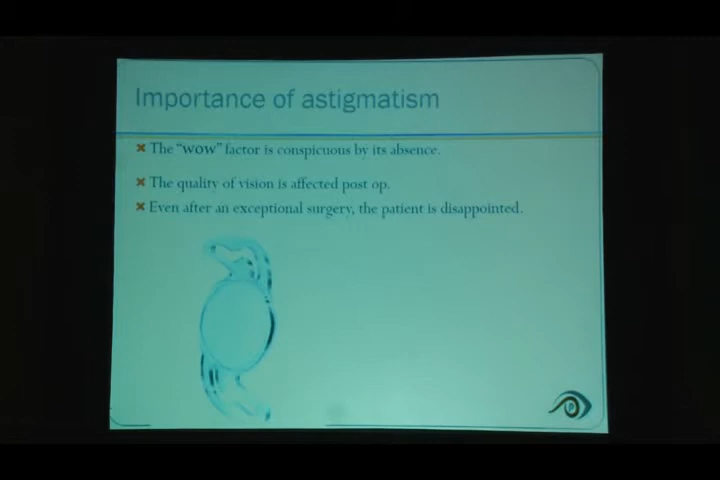 Importance of astigmatism
The "wow" factor is conspicuous by its absence.
The quality of vision is affected post op.
Even after an exceptional surgery, the patient is disappointed.